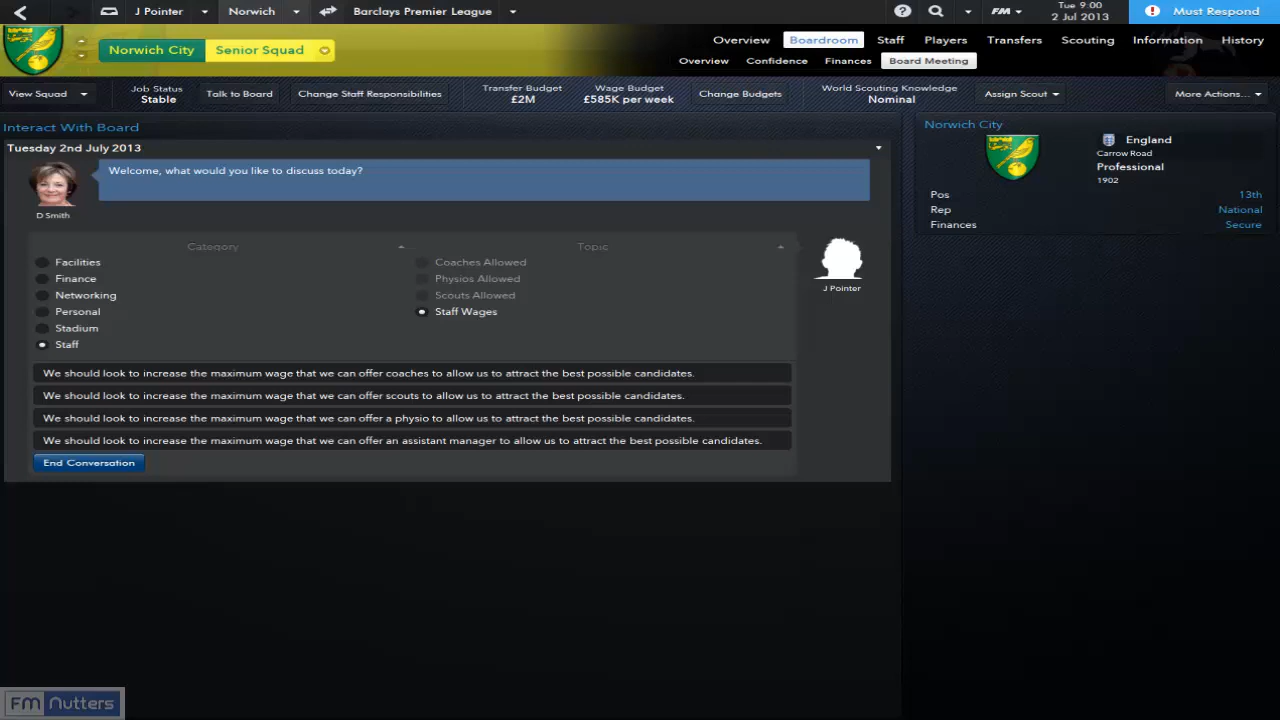 J Pointer Norwich Barclays Premier League FM Tue 9:00 2 Jul 2013 Must Respond
Norwich City Senior Squad
Overview Boardroom Staff Players Transfers Scouting Information History
Overview Confidence Finances Board Meeting
View Squad
Job Status
Stable
Talk to Board
Change Staff Responsibilities
Transfer Budget
£2M
Wage Budget
£585K per week
Change Budgets
World Scouting Knowledge
Nominal
Assign Scout
More Actions...
Interact With Board
Tuesday 2nd July 2013
Welcome, what would you like to discuss today?
D Smith
Category Topic
Facilities Coaches Allowed
Finance Physios Allowed
Networking Scouts Allowed
Personal Staff Wages
Stadium
Staff
J Pointer
We should look to increase the maximum wage that we can offer coaches to allow us to attract the best possible candidates.
We should look to increase the maximum wage that we can offer scouts to allow us to attract the best possible candidates.
We should look to increase the maximum wage that we can offer a physio to allow us to attract the best possible candidates.
We should look to increase the maximum wage that we can offer an assistant manager to allow us to attract the best possible candidates.
End Conversation
Norwich City
England
Carrow Road
Professional
1902
Pos 13th
Rep National
Finances Secure
FM Nutters